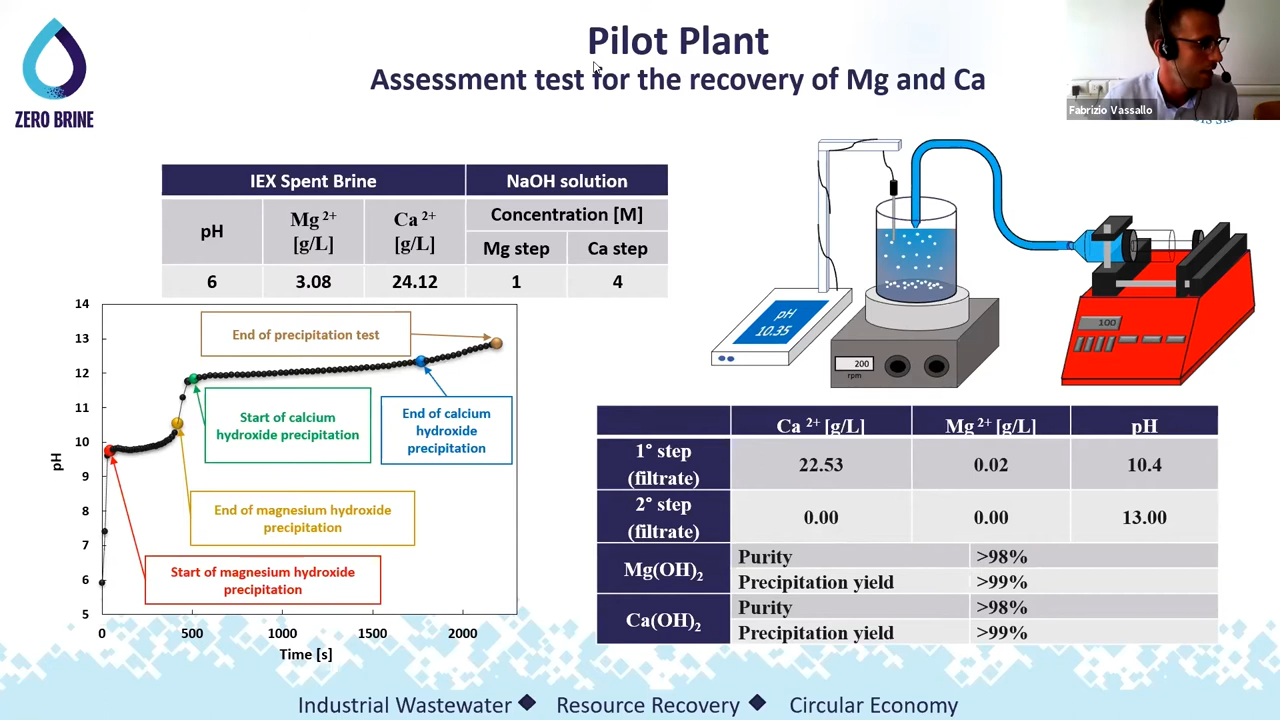 Pilot Plant
Assessment test for the recovery of Mg and Ca
ZERO BRINE
Fabrizio Vassallo
IEX Spent Brine NaOH solution
pH Mg 2+ [g/L] Ca 2+ [g/L] Concentration [M]
Mg step Ca step
6 3.08 24.12 1 4
14
13
12
11
10
9
8
7
6
5
pH
0 500 1000 1500 2000
Time [s]
End of precipitation test
Start of calcium
hydroxide precipitation
End of calcium
hydroxide
precipitation
End of magnesium hydroxide
precipitation
Start of magnesium hydroxide
precipitation
pH
10.35
200
rpm
100
Ca 2+ [g/L] Mg 2+ [g/L] pH
1° step
(filtrate) 22.53 0.02 10.4
2° step
(filtrate) 0.00 0.00 13.00
Mg(OH)2 Purity >98%
Precipitation yield >99%
Ca(OH)2 Purity >98%
Precipitation yield >99%
Industrial Wastewater ◆ Resource Recovery ◆ Circular Economy